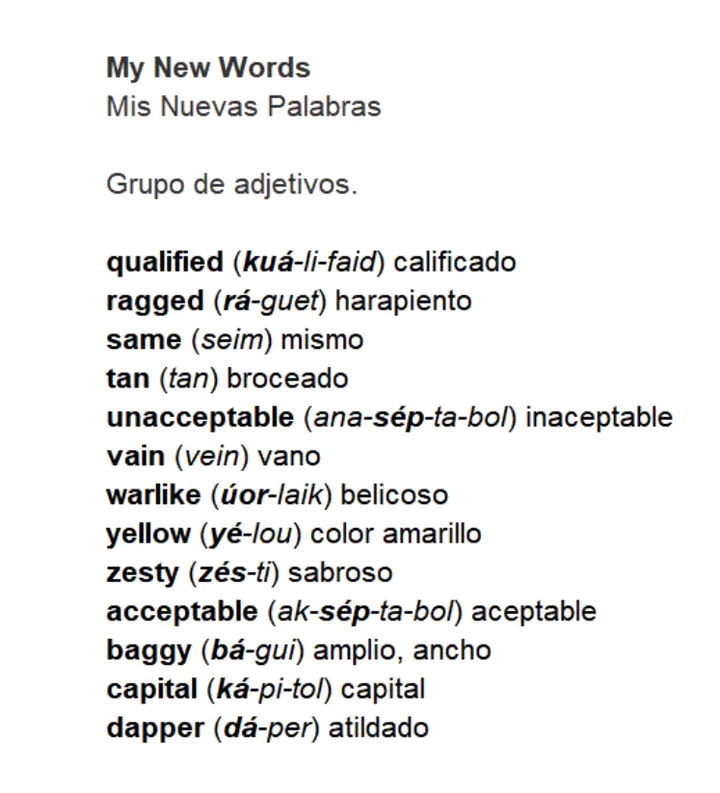 My New Words
Mis Nuevas Palabras
Grupo de adjetivos.
qualified (kuá-li-faid) calificado
ragged (rá-guet) harapiento
same (seim) mismo
tan (tan) broceado
unacceptable (ana-sép-ta-bol) inaceptable
vain (vein) vano
warlike (úor-laik) belicoso
yellow (yé-lou) color amarillo
zesty (zés-ti) sabroso
acceptable (ak-sép-ta-bol) aceptable
baggy (bá-gui) amplio, ancho
capital (ká-pi-tol) capital
dapper (dá-per) atildado